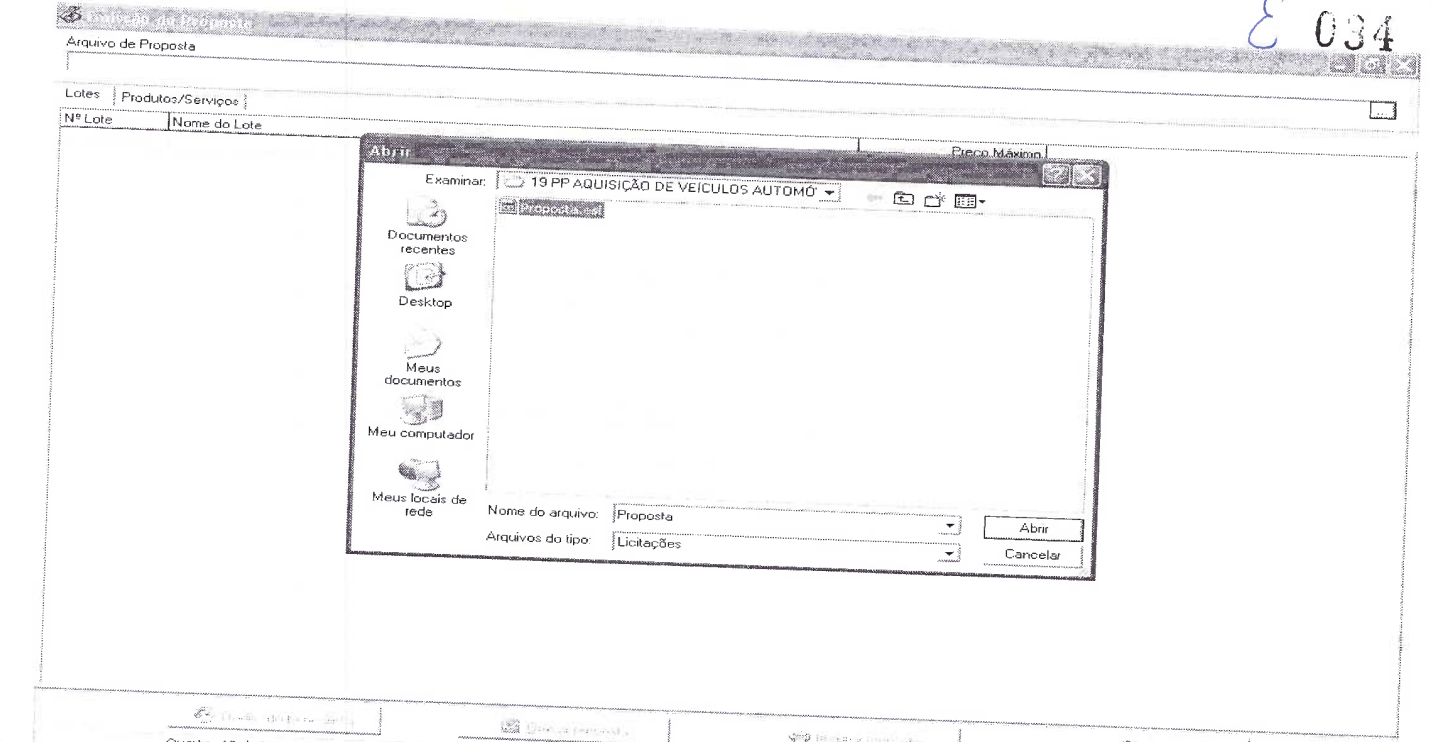 034
Arquivo de Proposta
...
Lotes Produtos/Serviços
Nº Lote Nome do Lote Preço Máximo
Abrir
Examinar: 19 PP AQUISIÇÃO DE VEÍCULOS AUTOMÓ
Documentos recentes
Desktop
Meus documentos
Meu computador
Meus locais de rede
Nome do arquivo: Proposta Abrir
Arquivos do tipo: Licitações Cancelar